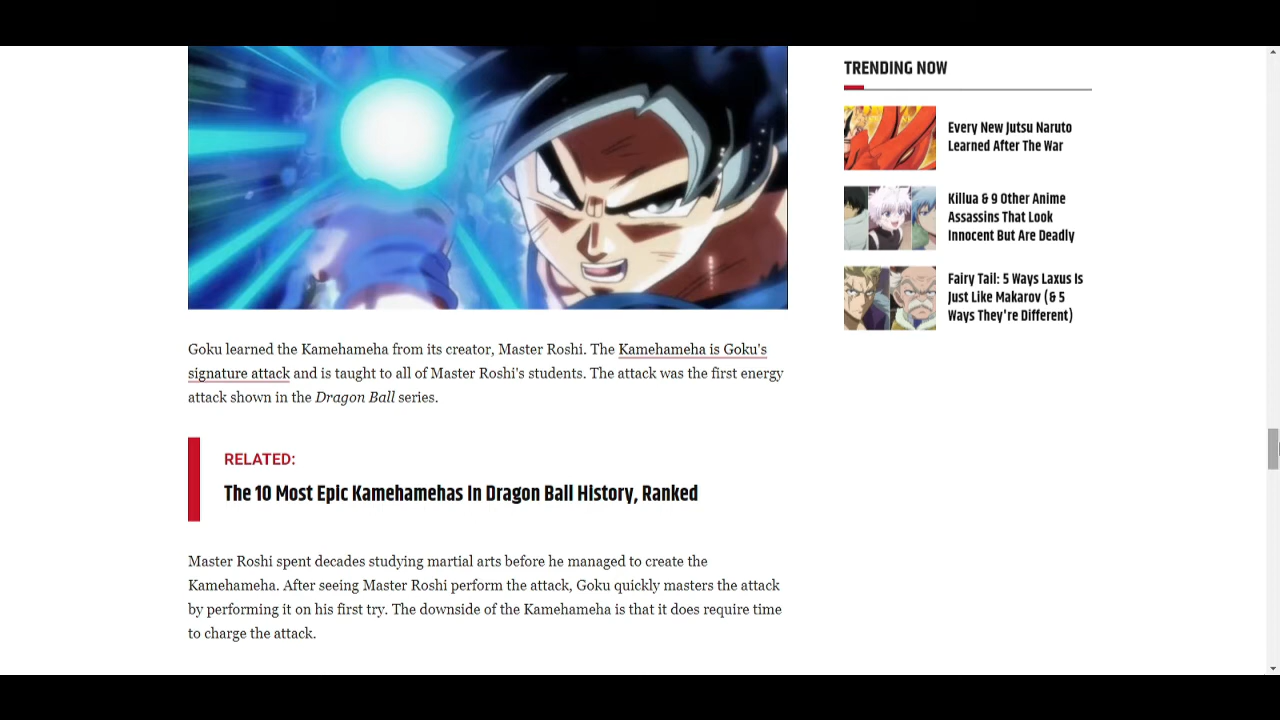 Goku learned the Kamehameha from its creator, Master Roshi. The Kamehameha is Goku's
signature attack and is taught to all of Master Roshi's students. The attack was the first energy
attack shown in the Dragon Ball series.
RELATED:
The 10 Most Epic Kamehamehas In Dragon Ball History, Ranked
Master Roshi spent decades studying martial arts before he managed to create the
Kamehameha. After seeing Master Roshi perform the attack, Goku quickly masters the attack
by performing it on his first try. The downside of the Kamehameha is that it does require time
to charge the attack.
TRENDING NOW
Every New Jutsu Naruto
Learned After The War
Killua & 9 Other Anime
Assassins That Look
Innocent But Are Deadly
Fairy Tail: 5 Ways Laxus Is
Just Like Makarov (& 5
Ways They're Different)